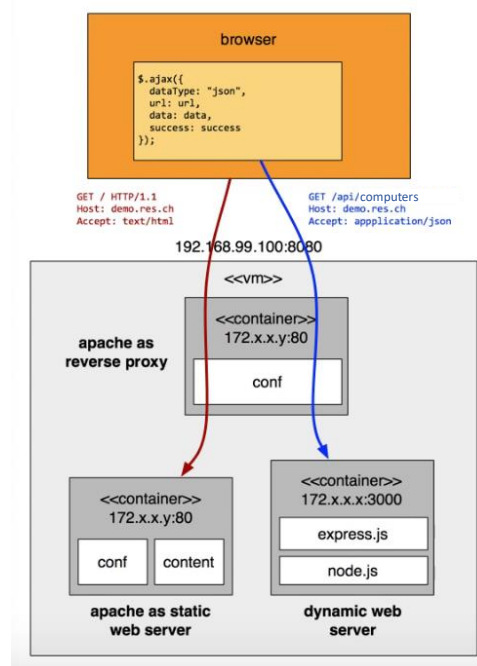 browser
$.ajax({
dataType: "json",
url: url,
data: data,
success: success
});
GET / HTTP/1.1
Host: demo.res.ch
Accept: text/html
GET /api/computers
Host: demo.res.ch
Accept: appplication/json
192.168.99.100:8080
<<vm>>
apache as
reverse proxy
<<container>>
172.x.x.y:80
conf
<<container>>
172.x.x.y:80
conf
content
apache as static
web server
<<container>>
172.x.x.x:3000
express.js
node.js
dynamic web
server